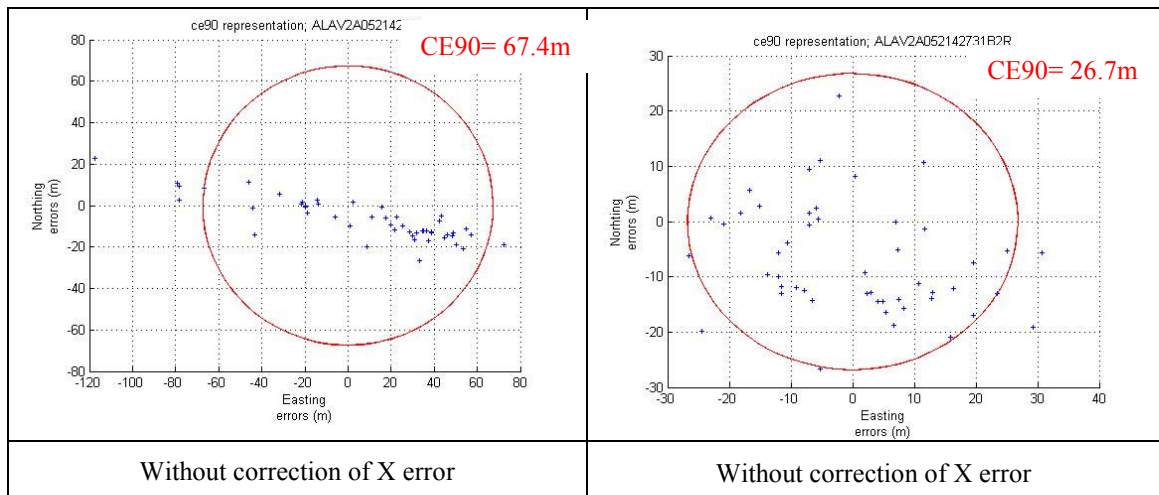 ce90 representation; ALAV2A052142
CE90= 67.4m
80
60
40
20
0
-20
-40
-60
-80
Northing
errors (m)
-120 -100 -80 -60 -40 -20 0 20 40 60 80
Easting
errors (m)
ce90 representation; ALAV2A052142731B2R
CE90= 26.7m
30
20
10
0
-10
-20
-30
Norhting
errors (m)
-30 -20 -10 0 10 20 30 40
Easting
errors (m)
Without correction of X error
Without correction of X error